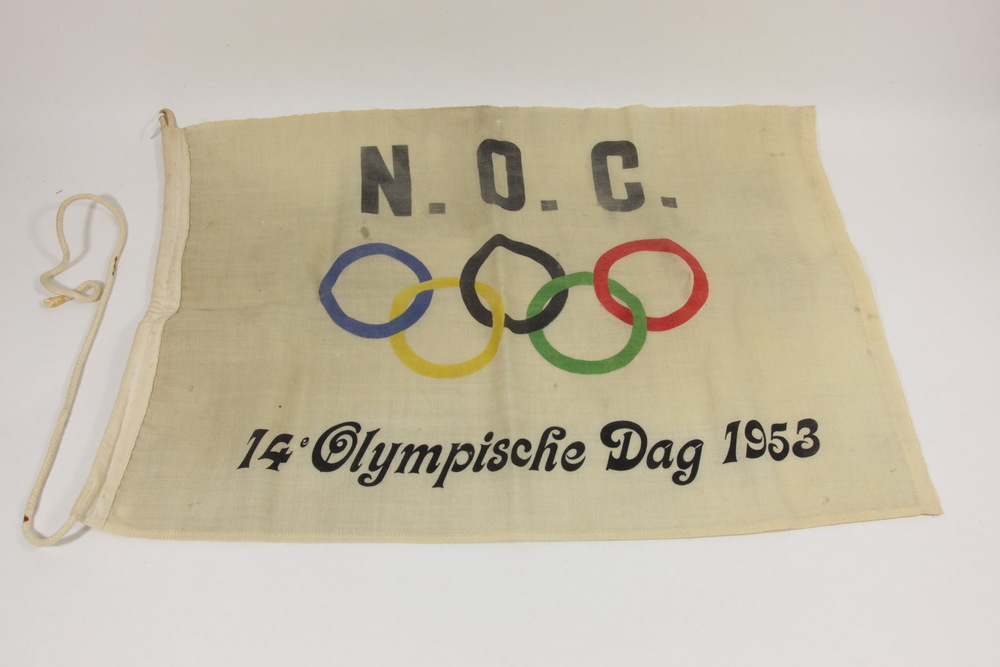 N.O.C.
14e Olympische Dag 1953